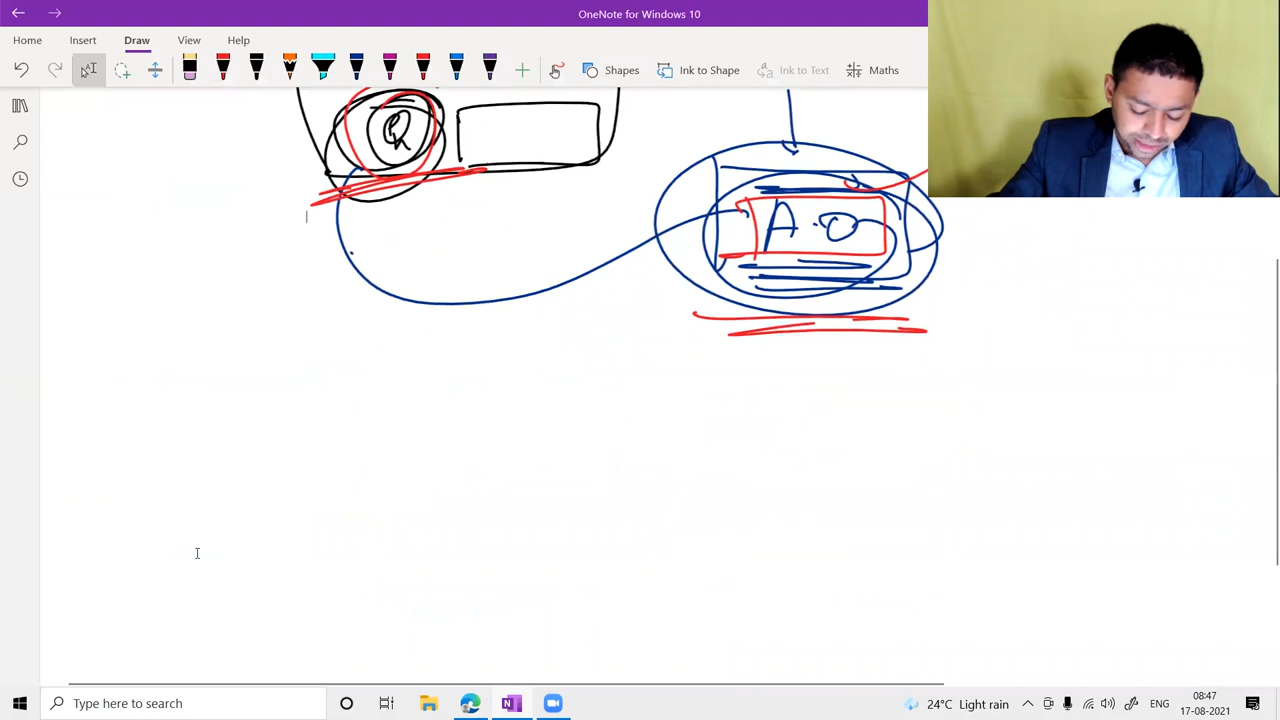 OneNote for Windows 10
Home Insert Draw View Help
Shapes Ink to Shape Ink to Text Maths
R
A.O
Type here to search
24°C Light rain ENG 08:47
17-08-2021